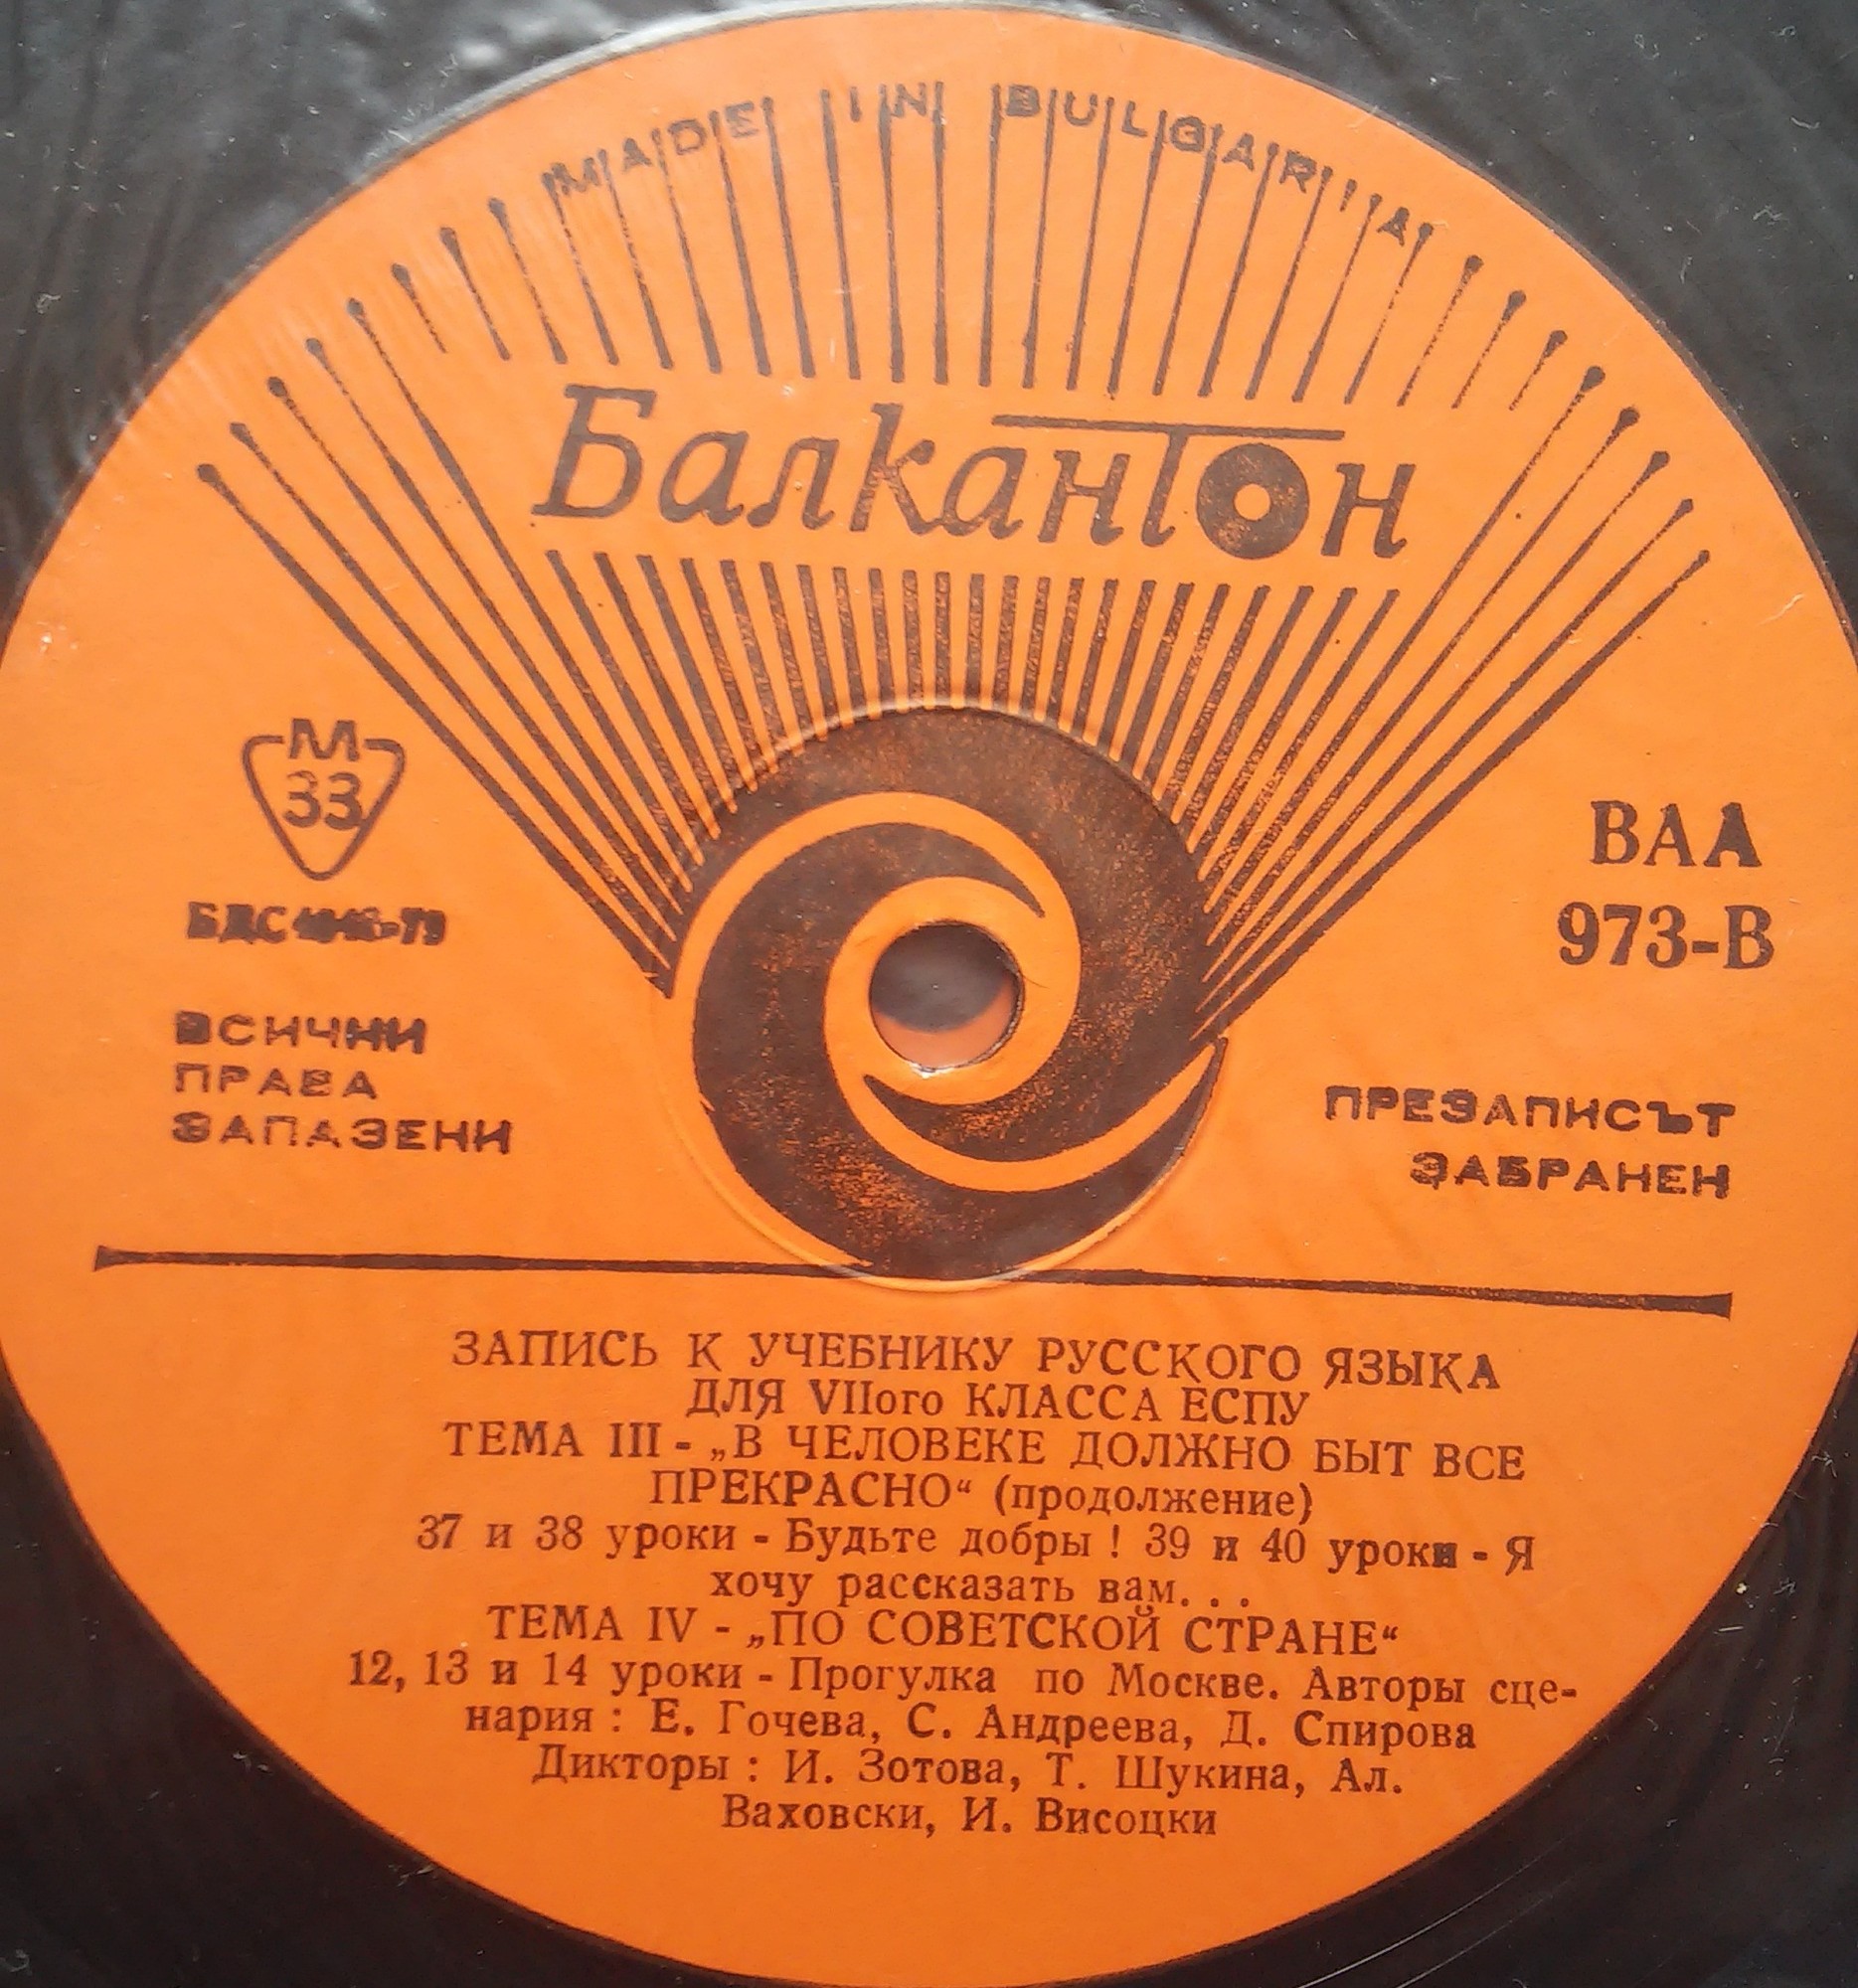 MADE IN BULGARIA
Балкантон
М
33
БДС
ВАА
973-В
ВСИЧКИ
ПРАВА
ЗАПАЗЕНИ
ПРЕЗАПИСЪТ
ЗАБРАНЕН
ЗАПИСЬ К УЧЕБНИКУ РУССКОГО ЯЗЫКА
ДЛЯ VIIого КЛАССА ЕСПУ
ТЕМА III - „В ЧЕЛОВЕКЕ ДОЛЖНО БЫТ ВСЕ
ПРЕКРАСНО“ (продолжение)
37 и 38 уроки - Будьте добры ! 39 и 40 уроки - Я
хочу рассказать вам. . .
ТЕМА IV - „ПО СОВЕТСКОЙ СТРАНЕ“
12, 13 и 14 уроки - Прогулка по Москве. Авторы сце-
нария : Е. Гочева, С. Андреева, Д. Спирова
Дикторы : И. Зотова, Т. Шукина, Ал.
Ваховски, И. Висоцки